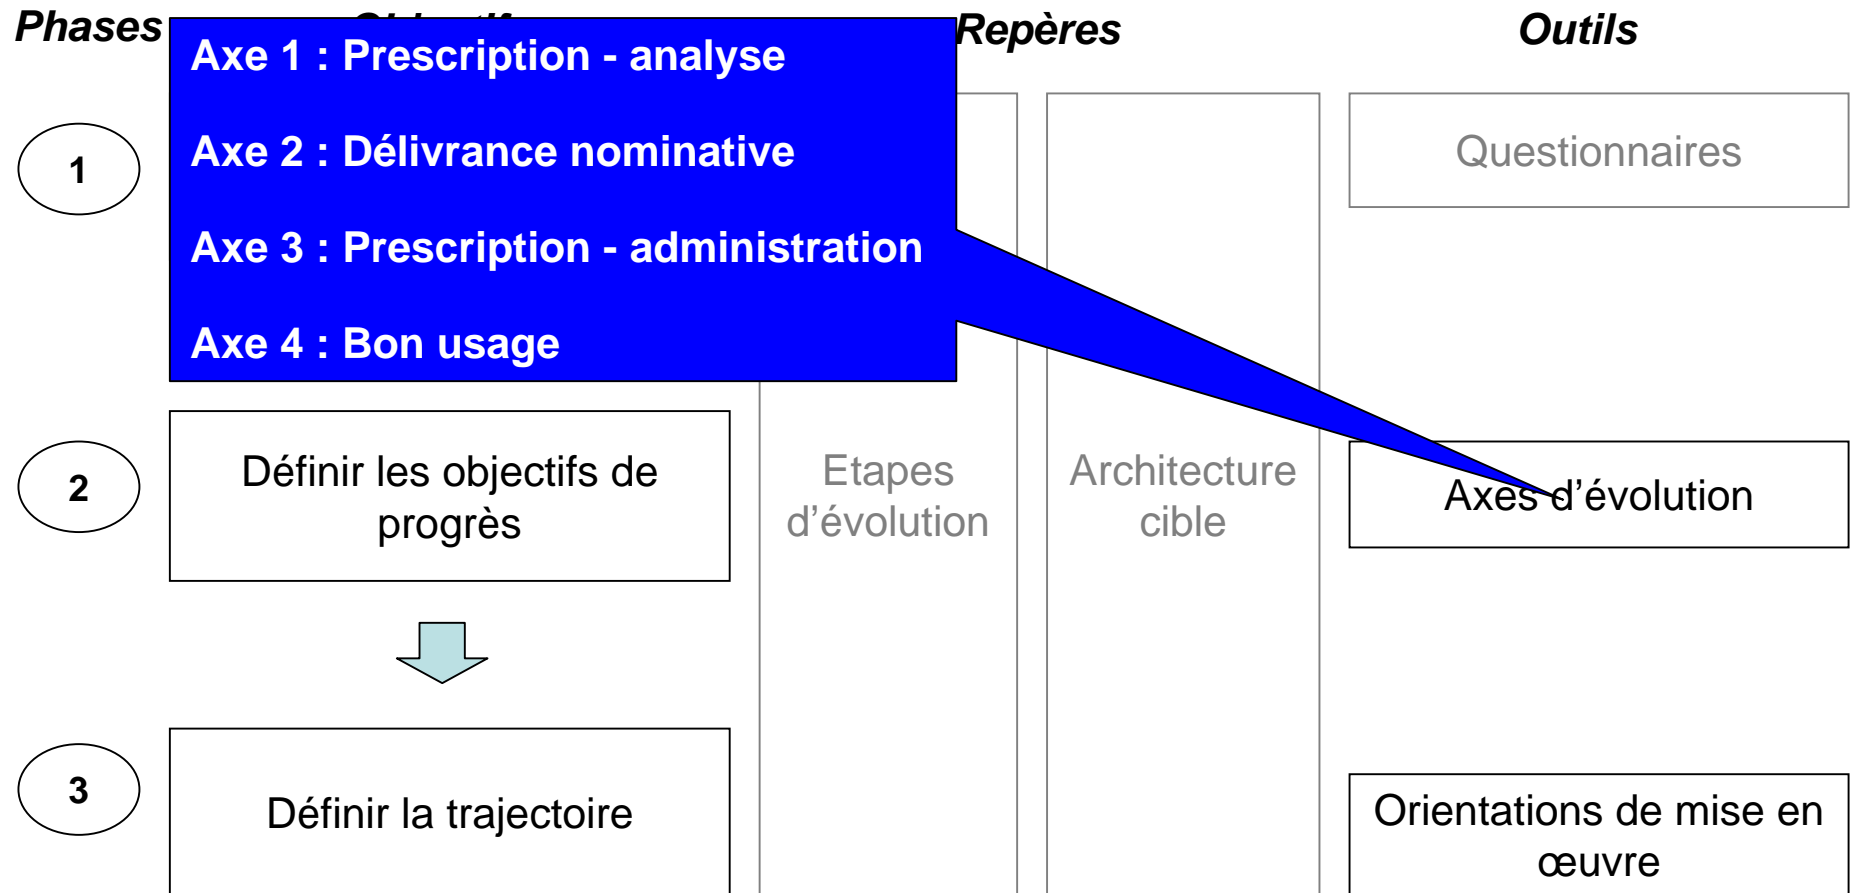 Phases
Repères
Outils
Axe 1 : Prescription - analyse
Axe 2 : Délivrance nominative
Axe 3 : Prescription - administration
Axe 4 : Bon usage
1
Questionnaires
2
Définir les objectifs de
progrès
Etapes
d’évolution
Architecture
cible
Axes d’évolution
3
Définir la trajectoire
Orientations de mise en
œuvre